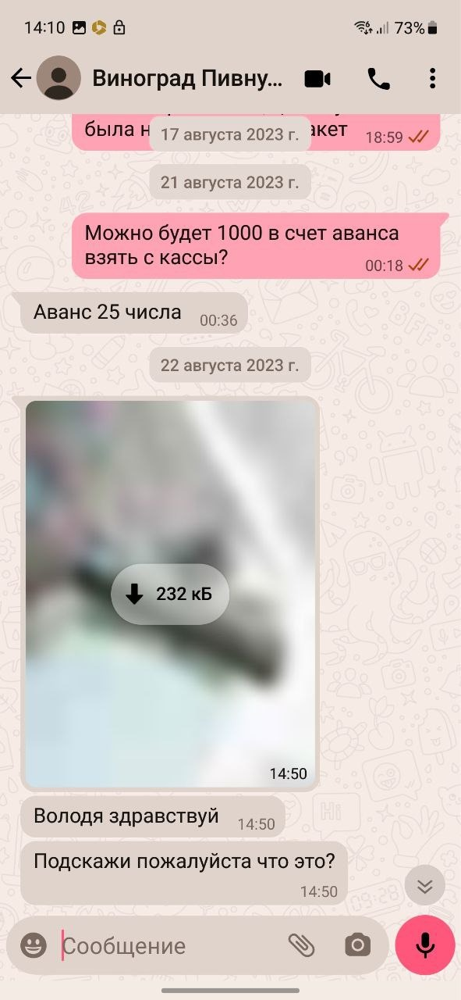 14:10 73%
Виноград Пивну...
была н
акет 18:59
17 августа 2023 г.
21 августа 2023 г.
Можно будет 1000 в счет аванса
взять с кассы?
00:18
Аванс 25 числа 00:36
22 августа 2023 г.
232 кБ
14:50
Володя здравствуй 14:50
Подскажи пожалуйста что это?
14:50
Сообщение